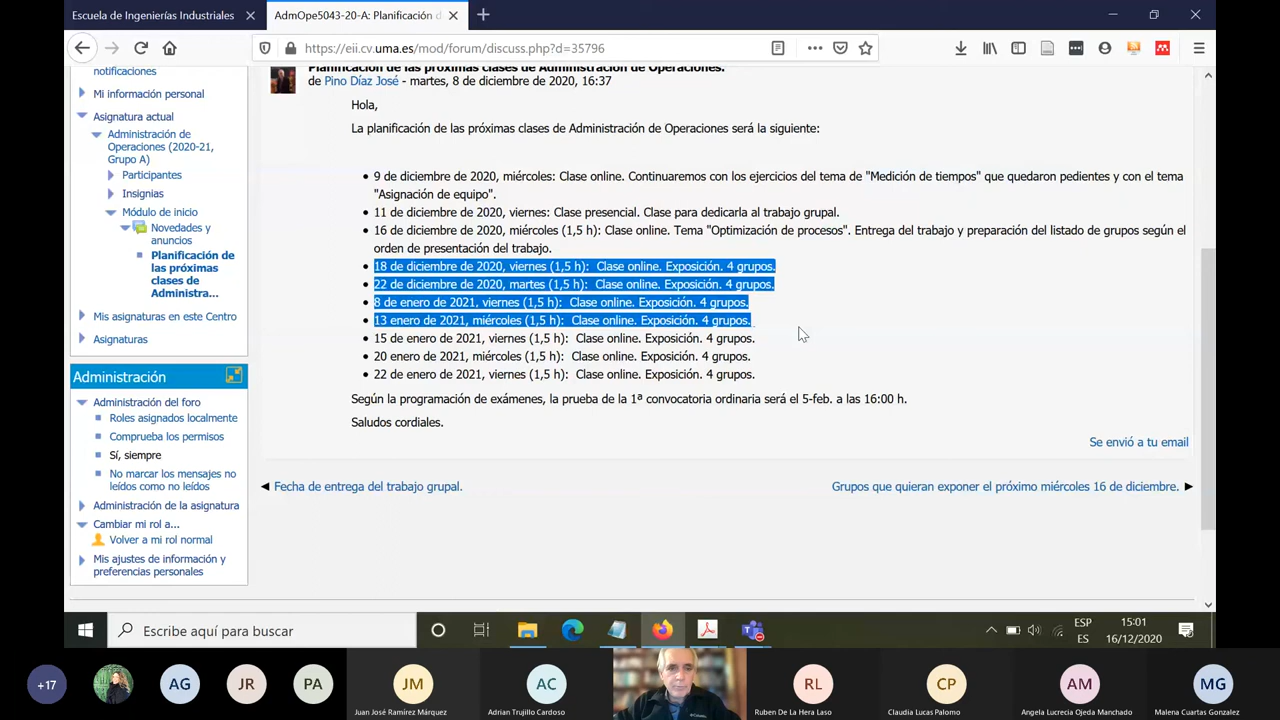 Escuela de Ingenierías Industriales
AdmOpe5043-20-A: Planificación d
https://eii.cv.uma.es/mod/forum/discuss.php?d=35796
notificaciones
Mi información personal
Asignatura actual
Administración de
Operaciones (2020-21,
Grupo A)
Participantes
Insignias
Módulo de inicio
Novedades y
anuncios
Planificación de
las próximas
clases de
Administra...
Mis asignaturas en este Centro
Asignaturas
Administración
Administración del foro
Roles asignados localmente
Comprueba los permisos
Sí, siempre
No marcar los mensajes no
leídos como no leídos
Administración de la asignatura
Cambiar mi rol a...
Volver a mi rol normal
Mis ajustes de información y
preferencias personales
Planificación de las próximas clases de Administración de Operaciones.
de Pino Díaz José - martes, 8 de diciembre de 2020, 16:37
Hola,
La planificación de las próximas clases de Administración de Operaciones será la siguiente:
9 de diciembre de 2020, miércoles: Clase online. Continuaremos con los ejercicios del tema de "Medición de tiempos" que quedaron pedientes y con el tema
"Asignación de equipo".
11 de diciembre de 2020, viernes: Clase presencial. Clase para dedicarla al trabajo grupal.
16 de diciembre de 2020, miércoles (1,5 h): Clase online. Tema "Optimización de procesos". Entrega del trabajo y preparación del listado de grupos según el
orden de presentación del trabajo.
18 de diciembre de 2020, viernes (1,5 h): Clase online. Exposición. 4 grupos.
22 de diciembre de 2020, martes (1,5 h): Clase online. Exposición. 4 grupos.
8 de enero de 2021. viernes (1,5 h): Clase online. Exposición. 4 grupos.
13 enero de 2021, miércoles (1,5 h): Clase online. Exposición. 4 grupos.
15 de enero de 2021, viernes (1,5 h): Clase online. Exposición. 4 grupos.
20 enero de 2021, miércoles (1,5 h): Clase online. Exposición. 4 grupos.
22 de enero de 2021, viernes (1,5 h): Clase online. Exposición. 4 grupos.
Según la programación de exámenes, la prueba de la 1ª convocatoria ordinaria será el 5-feb. a las 16:00 h.
Saludos cordiales.
Se envió a tu email
Fecha de entrega del trabajo grupal.
Grupos que quieran exponer el próximo miércoles 16 de diciembre.
Escribe aquí para buscar
ESP
ES
15:01
16/12/2020
+17
AG
JR
PA
JM
Juan José Ramírez Márquez
AC
Adrian Trujillo Cardoso
RL
Ruben De La Hera Laso
CP
Claudia Lucas Palomo
AM
Angela Lucrecia Ojeda Manchado
MG
Malena Cuartas Gonzalez